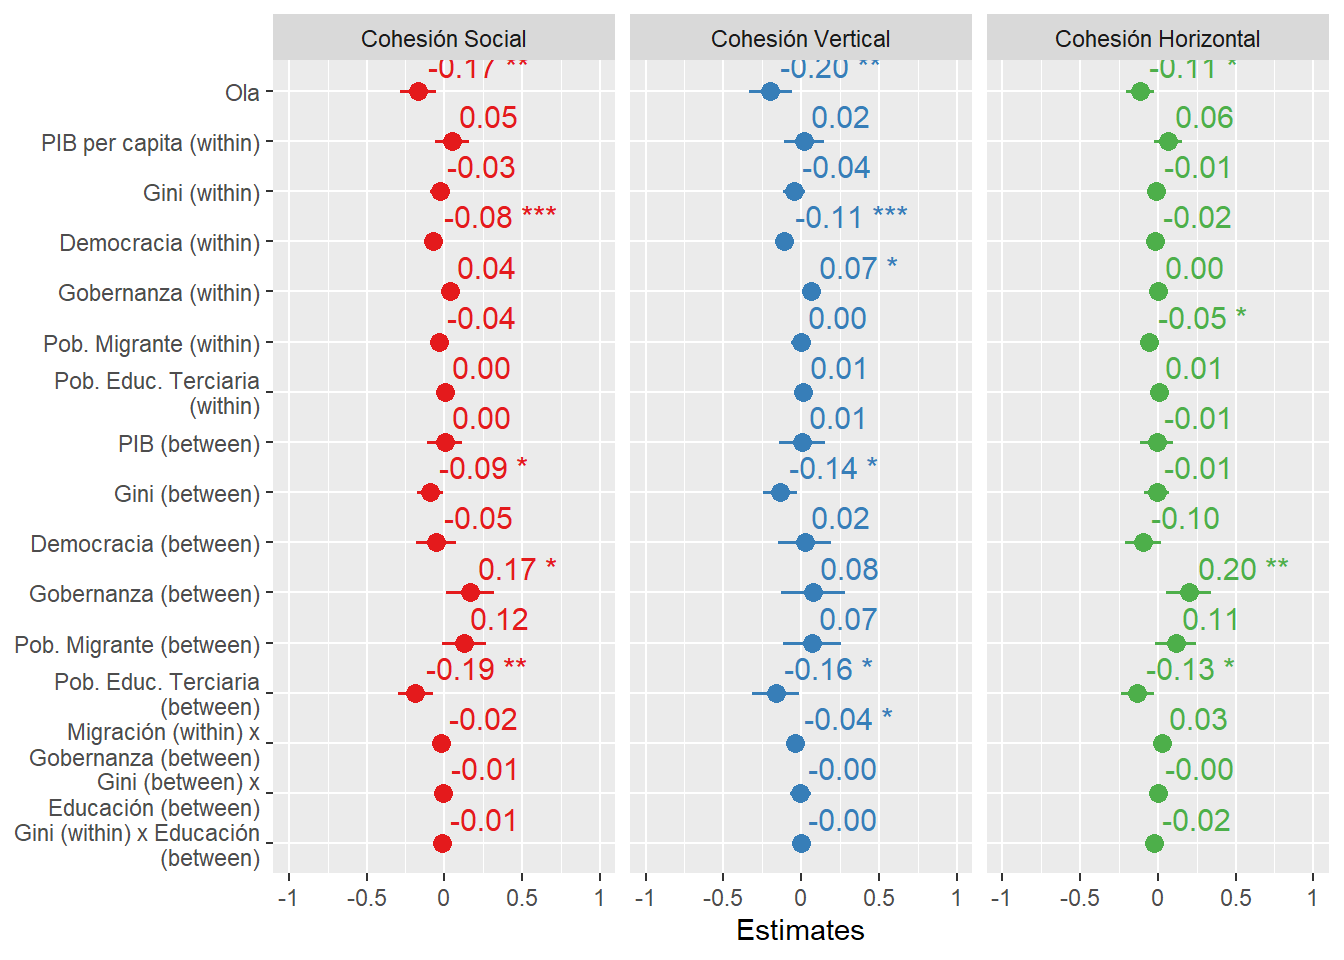 Cohesión Social Cohesión Vertical Cohesión Horizontal
Ola -0.17 ** -0.20 ** -0.11 *
PIB per capita (within) 0.05 0.02 0.06
Gini (within) -0.03 -0.04 -0.01
Democracia (within) -0.08 *** -0.11 *** -0.02
Gobernanza (within) 0.04 0.07 * 0.00
Pob. Migrante (within) -0.04 0.00 -0.05 *
Pob. Educ. Terciaria
(within) 0.00 0.01 0.01
PIB (between) 0.00 0.01 -0.01
Gini (between) -0.09 * -0.14 * -0.01
Democracia (between) -0.05 0.02 -0.10
Gobernanza (between) 0.17 * 0.08 0.20 **
Pob. Migrante (between) 0.12 0.07 0.11
Pob. Educ. Terciaria
(between) -0.19 ** -0.16 * -0.13 *
Migración (within) x
Gobernanza (between) -0.02 -0.04 * 0.03
Gini (between) x
Educación (between) -0.01 -0.00 -0.00
Gini (within) x Educación
(between) -0.01 -0.00 -0.02
-1 -0.5 0 0.5 1 -1 -0.5 0 0.5 1 -1 -0.5 0 0.5 1
Estimates